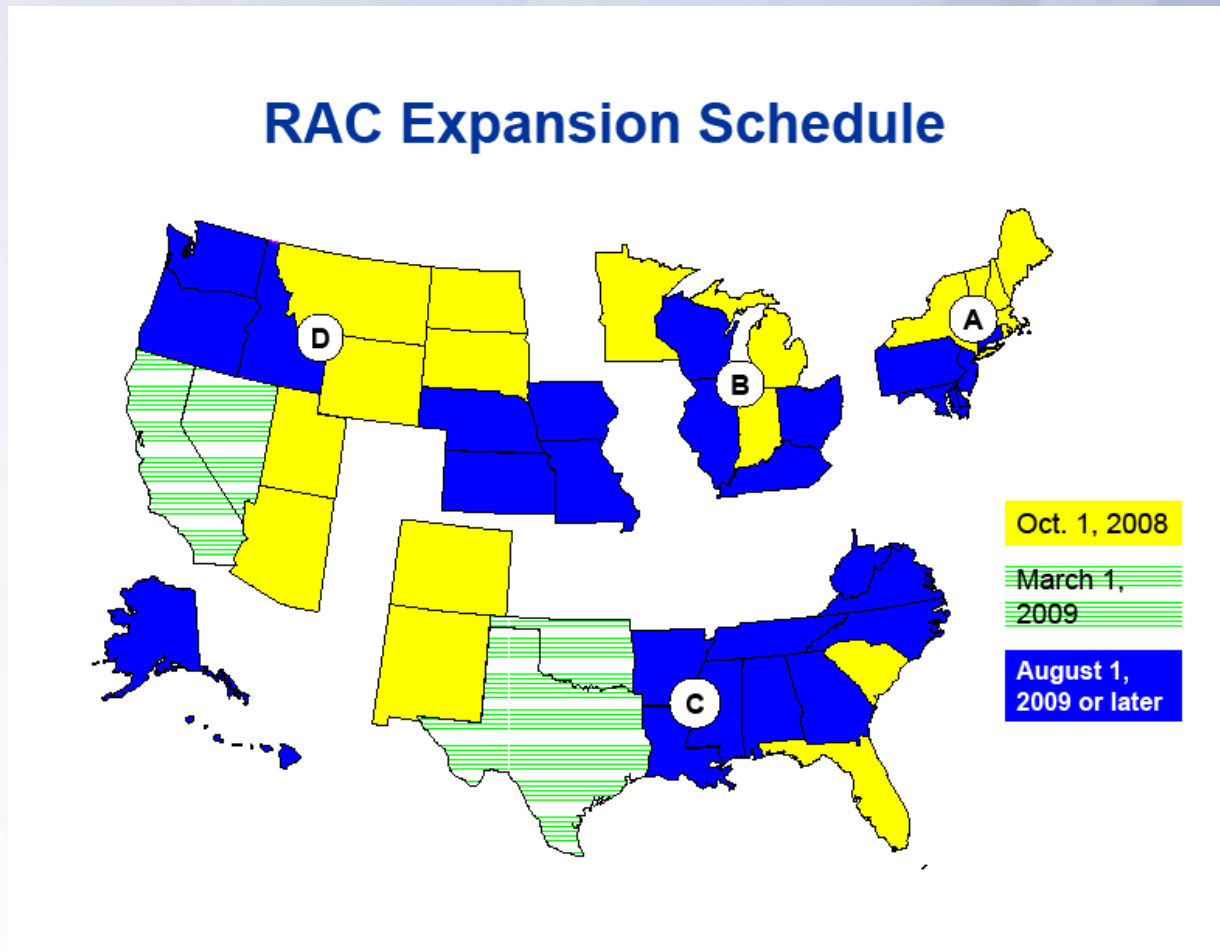 RAC Expansion Schedule
A
D
B
Oct. 1, 2008
March 1,
2009
August 1,
2009 or later
C